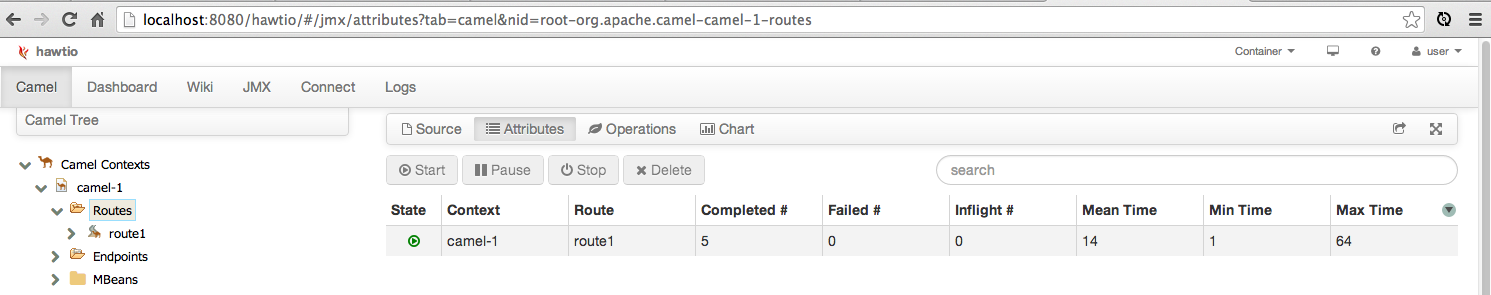 localhost:8080/hawtio/#/jmx/attributes?tab=camel&nid=root-org.apache.camel-camel-1-routes
hawtio Container user
Camel Dashboard Wiki JMX Connect Logs
Camel Tree
Source Attributes Operations Chart
Camel Contexts
camel-1
Routes
route1
Endpoints
MBeans
Start Pause Stop Delete search
State Context Route Completed # Failed # Inflight # Mean Time Min Time Max Time
camel-1 route1 5 0 0 14 1 64